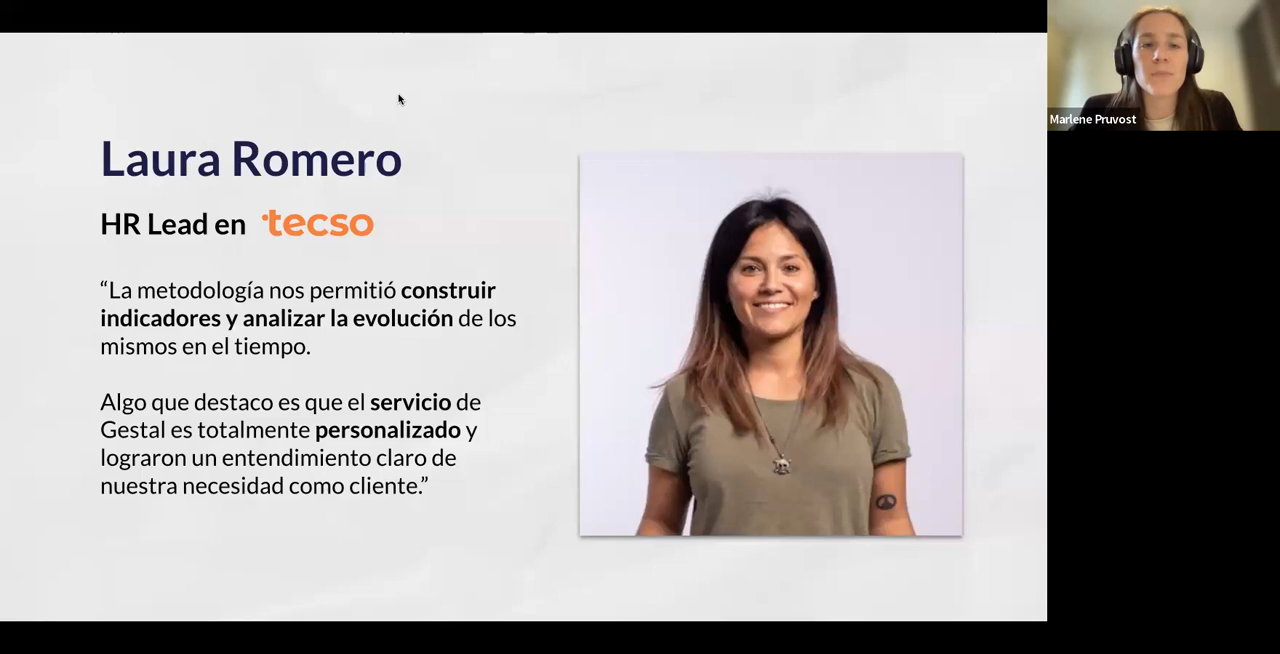 Laura Romero
HR Lead en tecso
“La metodología nos permitió construir
indicadores y analizar la evolución de los
mismos en el tiempo.
Algo que destaco es que el servicio de
Gestal es totalmente personalizado y
lograron un entendimiento claro de
nuestra necesidad como cliente.”
Marlene Pruvost